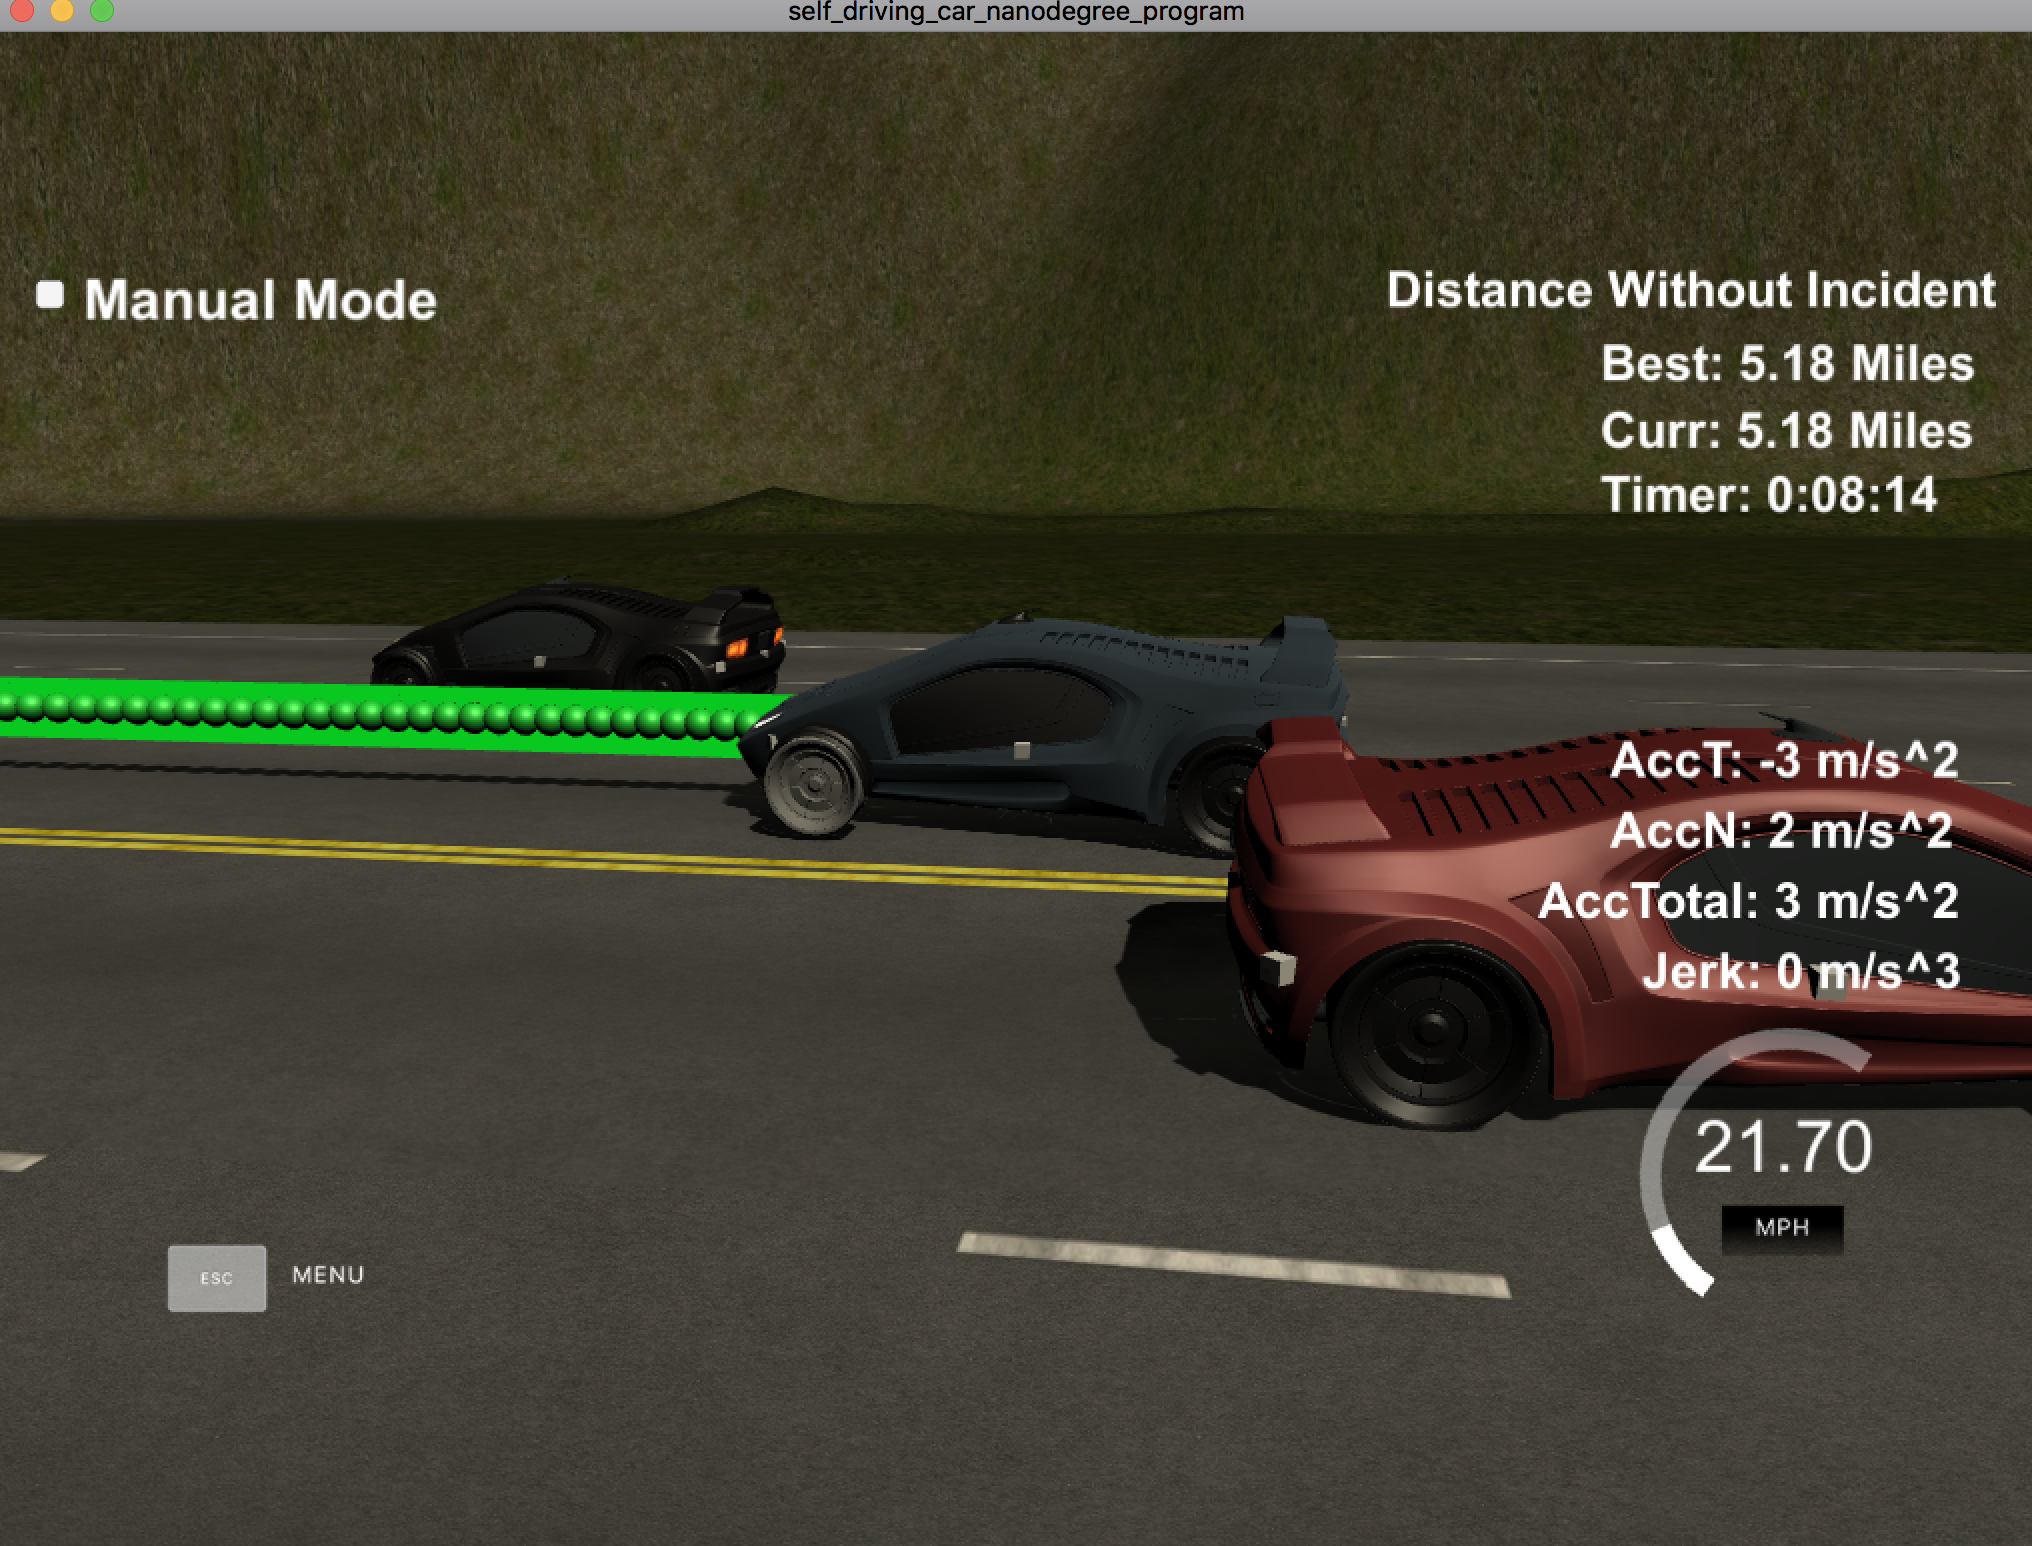 self_driving_car_nanodegree_program
Manual Mode
Distance Without Incident
Best: 5.18 Miles
Curr: 5.18 Miles
Timer: 0:08:14
AccT: -3 m/s^2
AccN: 2 m/s^2
AccTotal: 3 m/s^2
Jerk: 0 m/s^3
21.70
MPH
ESC MENU